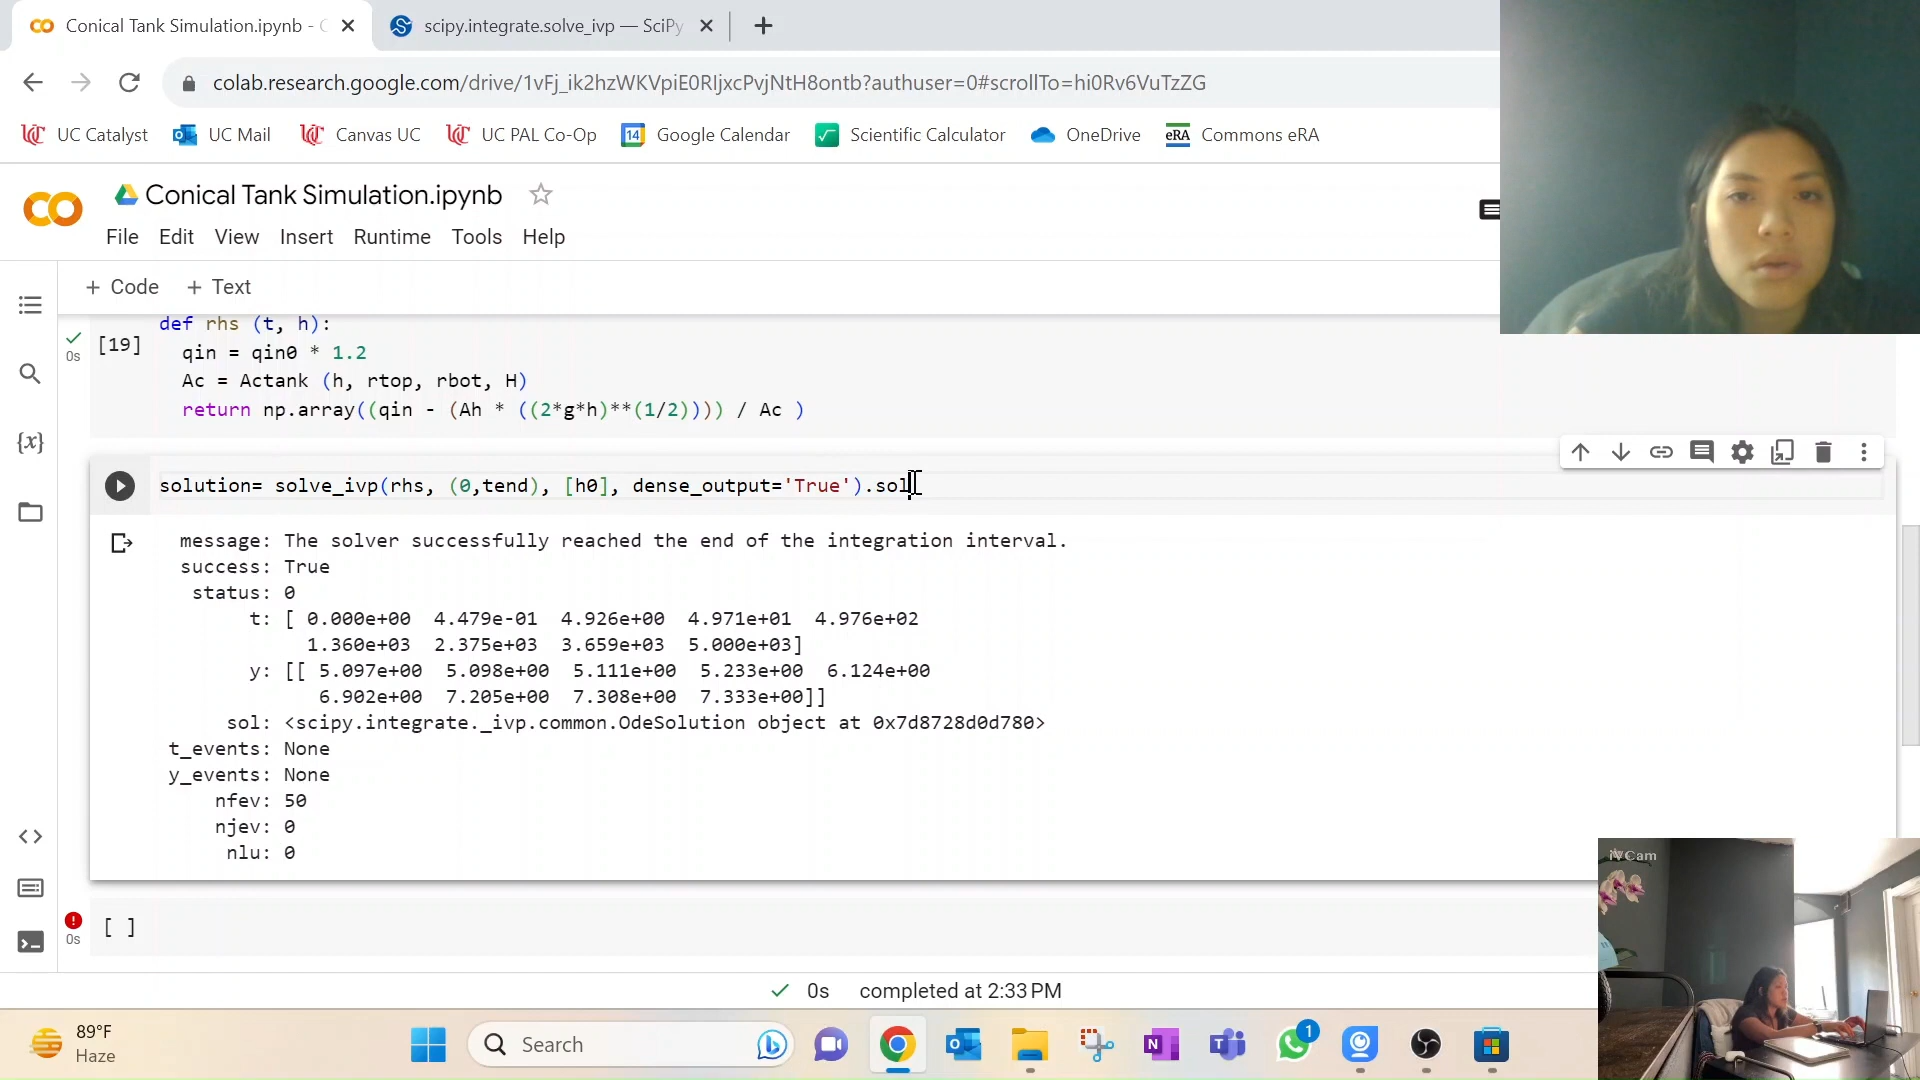 Conical Tank Simulation.ipynb - C
scipy.integrate.solve_ivp — SciPy
colab.research.google.com/drive/1vFj_ik2hzWKVpiE0RIjxcPvjNtH8ontb?authuser=0#scrollTo=hi0Rv6VuTzZG
UC Catalyst UC Mail Canvas UC UC PAL Co-Op 14 Google Calendar Scientific Calculator OneDrive eRA Commons eRA
Conical Tank Simulation.ipynb
File Edit View Insert Runtime Tools Help
+ Code + Text
def rhs (t, h):
[19]
0s
qin = qin0 * 1.2
Ac = Actank (h, rtop, rbot, H)
return np.array((qin - (Ah * ((2*g*h)**(1/2)))) / Ac )
{x}
solution= solve_ivp(rhs, (0,tend), [h0], dense_output='True').sol
message: The solver successfully reached the end of the integration interval.
success: True
status: 0
t: [ 0.000e+00 4.479e-01 4.926e+00 4.971e+01 4.976e+02
1.360e+03 2.375e+03 3.659e+03 5.000e+03]
y: [[ 5.097e+00 5.098e+00 5.111e+00 5.233e+00 6.124e+00
6.902e+00 7.205e+00 7.308e+00 7.333e+00]]
sol: <scipy.integrate._ivp.common.OdeSolution object at 0x7d8728d0d780>
t_events: None
y_events: None
nfev: 50
njev: 0
nlu: 0
[ ]
0s
0s completed at 2:33 PM
iVCam
89°F
Haze
Search
1